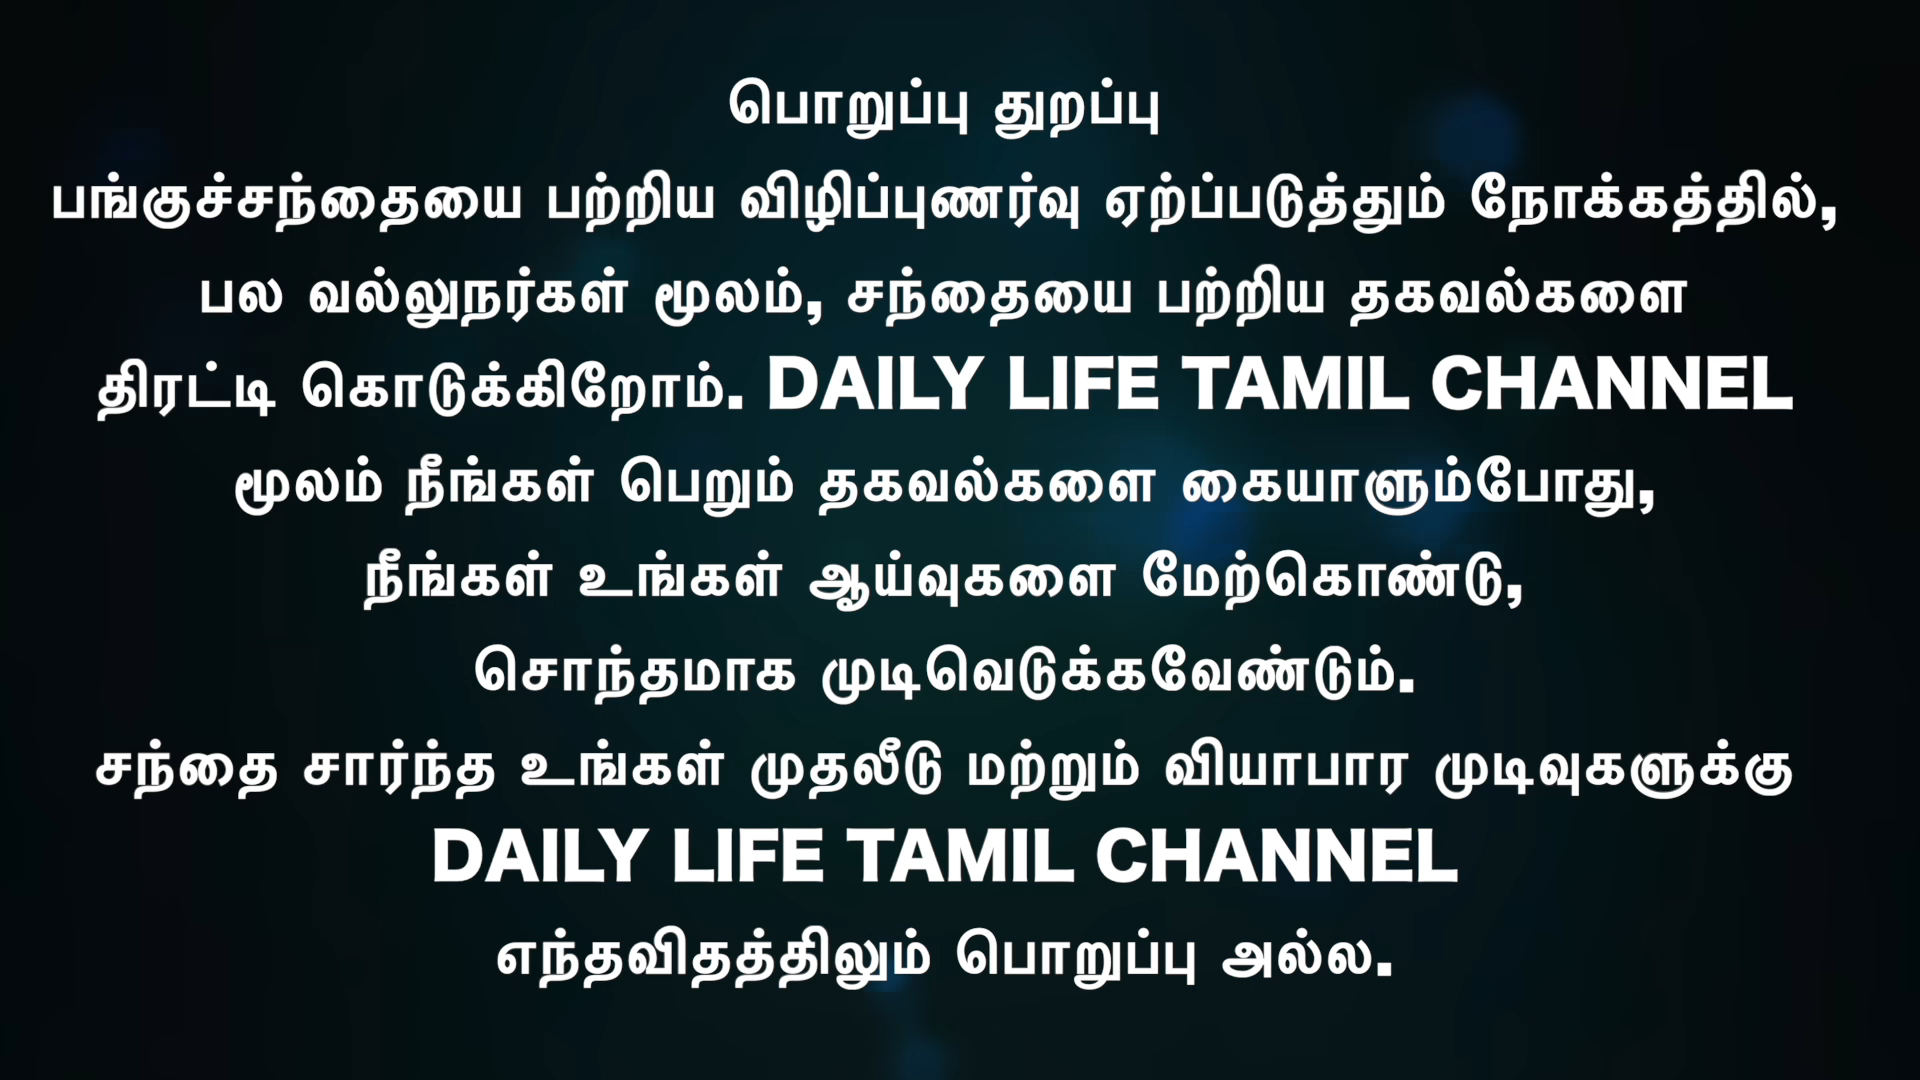 பொறுப்பு துறப்பு
பங்குச்சந்தையை பற்றிய விழிப்புணர்வு ஏற்ப்படுத்தும் நோக்கத்தில்,
பல வல்லுநர்கள் மூலம், சந்தையை பற்றிய தகவல்களை
திரட்டி கொடுக்கிறோம். DAILY LIFE TAMIL CHANNEL
மூலம் நீங்கள் பெறும் தகவல்களை கையாளும்போது,
நீங்கள் உங்கள் ஆய்வுகளை மேற்கொண்டு,
சொந்தமாக முடிவெடுக்கவேண்டும்.
சந்தை சார்ந்த உங்கள் முதலீடு மற்றும் வியாபார முடிவுகளுக்கு
DAILY LIFE TAMIL CHANNEL
எந்தவிதத்திலும் பொறுப்பு அல்ல.